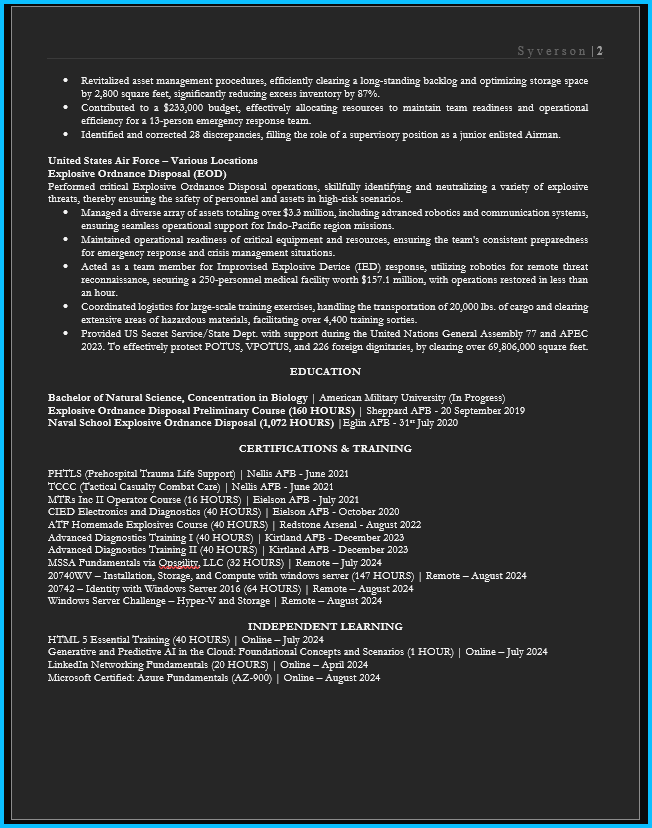 Syverson | 2
• Revitalized asset management procedures, efficiently clearing a long-standing backlog and optimizing storage space
by 2,800 square feet, significantly reducing excess inventory by 87%.
• Contributed to a $233,000 budget, effectively allocating resources to maintain team readiness and operational
efficiency for a 13-person emergency response team.
• Identified and corrected 28 discrepancies, filling the role of a supervisory position as a junior enlisted Airman.
United States Air Force – Various Locations
Explosive Ordnance Disposal (EOD)
Performed critical Explosive Ordnance Disposal operations, skillfully identifying and neutralizing a variety of explosive
threats, thereby ensuring the safety of personnel and assets in high-risk scenarios.
• Managed a diverse array of assets totaling over $3.3 million, including advanced robotics and communication systems,
ensuring seamless operational support for Indo-Pacific region missions.
• Maintained operational readiness of critical equipment and resources, ensuring the team's consistent preparedness
for emergency response and crisis management situations.
• Acted as a team member for Improvised Explosive Device (IED) response, utilizing robotics for remote threat
reconnaissance, securing a 250-personnel medical facility worth $157.1 million, with operations restored in less than
an hour.
• Coordinated logistics for large-scale training exercises, handling the transportation of 20,000 lbs. of cargo and clearing
extensive areas of hazardous materials, facilitating over 4,400 training sorties.
• Provided US Secret Service/State Dept. with support during the United Nations General Assembly 77 and APEC
2023. To effectively protect POTUS, VPOTUS, and 226 foreign dignitaries, by clearing over 69,806,000 square feet.
EDUCATION
Bachelor of Natural Science, Concentration in Biology | American Military University (In Progress)
Explosive Ordnance Disposal Preliminary Course (160 HOURS) | Sheppard AFB - 20 September 2019
Naval School Explosive Ordnance Disposal (1,072 HOURS) |Eglin AFB - 31st July 2020
CERTIFICATIONS & TRAINING
PHTLS (Prehospital Trauma Life Support) | Nellis AFB - June 2021
TCCC (Tactical Casualty Combat Care) | Nellis AFB - June 2021
MTRs Inc II Operator Course (16 HOURS) | Eielson AFB - July 2021
CIED Electronics and Diagnostics (40 HOURS) | Eielson AFB - October 2020
ATF Homemade Explosives Course (40 HOURS) | Redstone Arsenal - August 2022
Advanced Diagnostics Training I (40 HOURS) | Kirtland AFB - December 2023
Advanced Diagnostics Training II (40 HOURS) | Kirtland AFB - December 2023
MSSA Fundamentals via Opsgility, LLC (32 HOURS) | Remote – July 2024
20740WV – Installation, Storage, and Compute with windows server (147 HOURS) | Remote – August 2024
20742 – Identity with Windows Server 2016 (64 HOURS) | Remote – August 2024
Windows Server Challenge – Hyper-V and Storage | Remote – August 2024
INDEPENDENT LEARNING
HTML 5 Essential Training (40 HOURS) | Online – July 2024
Generative and Predictive AI in the Cloud: Foundational Concepts and Scenarios (1 HOUR) | Online – July 2024
LinkedIn Networking Fundamentals (20 HOURS) | Online – April 2024
Microsoft Certified: Azure Fundamentals (AZ-900) | Online – August 2024